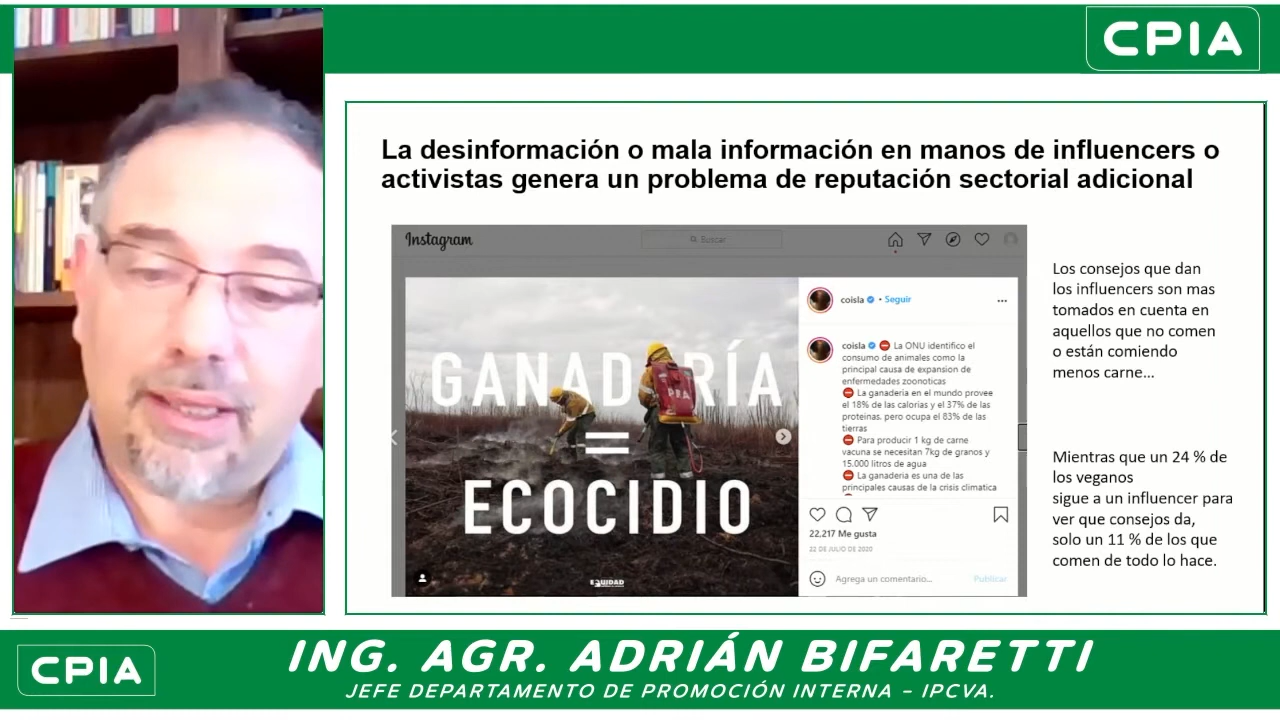 CPIA
La desinformación o mala información en manos de influencers o
activistas genera un problema de reputación sectorial adicional
Instagram
Buscar
GANADERÍA
=
ECOCIDIO
EQUIDAD
coisla • Seguir
coisla ⛔ La ONU identifico el
consumo de animales como la
principal causa de expansion de
enfermedades zoonoticas
⛔ La ganaderia en el mundo provee
el 18% de las calorías y el 37% de las
proteinas. pero ocupa el 83% de las
tierras
⛔ Para producir 1 kg de carne
vacuna se necesitan 7kg de granos y
15.000 litros de agua
⛔ La ganaderia es una de las
principales causas de la crisis climatica
22,217 Me gusta
22 DE JULIO DE 2020
Agrega un comentario...
Publicar
Los consejos que dan
los influencers son mas
tomados en cuenta en
aquellos que no comen
o están comiendo
menos carne...
Mientras que un 24 % de
los veganos
sigue a un influencer para
ver que consejos da,
solo un 11 % de los que
comen de todo lo hace.
CPIA
ING. AGR. ADRIÁN BIFARETTI
JEFE DEPARTAMENTO DE PROMOCIÓN INTERNA – IPCVA.